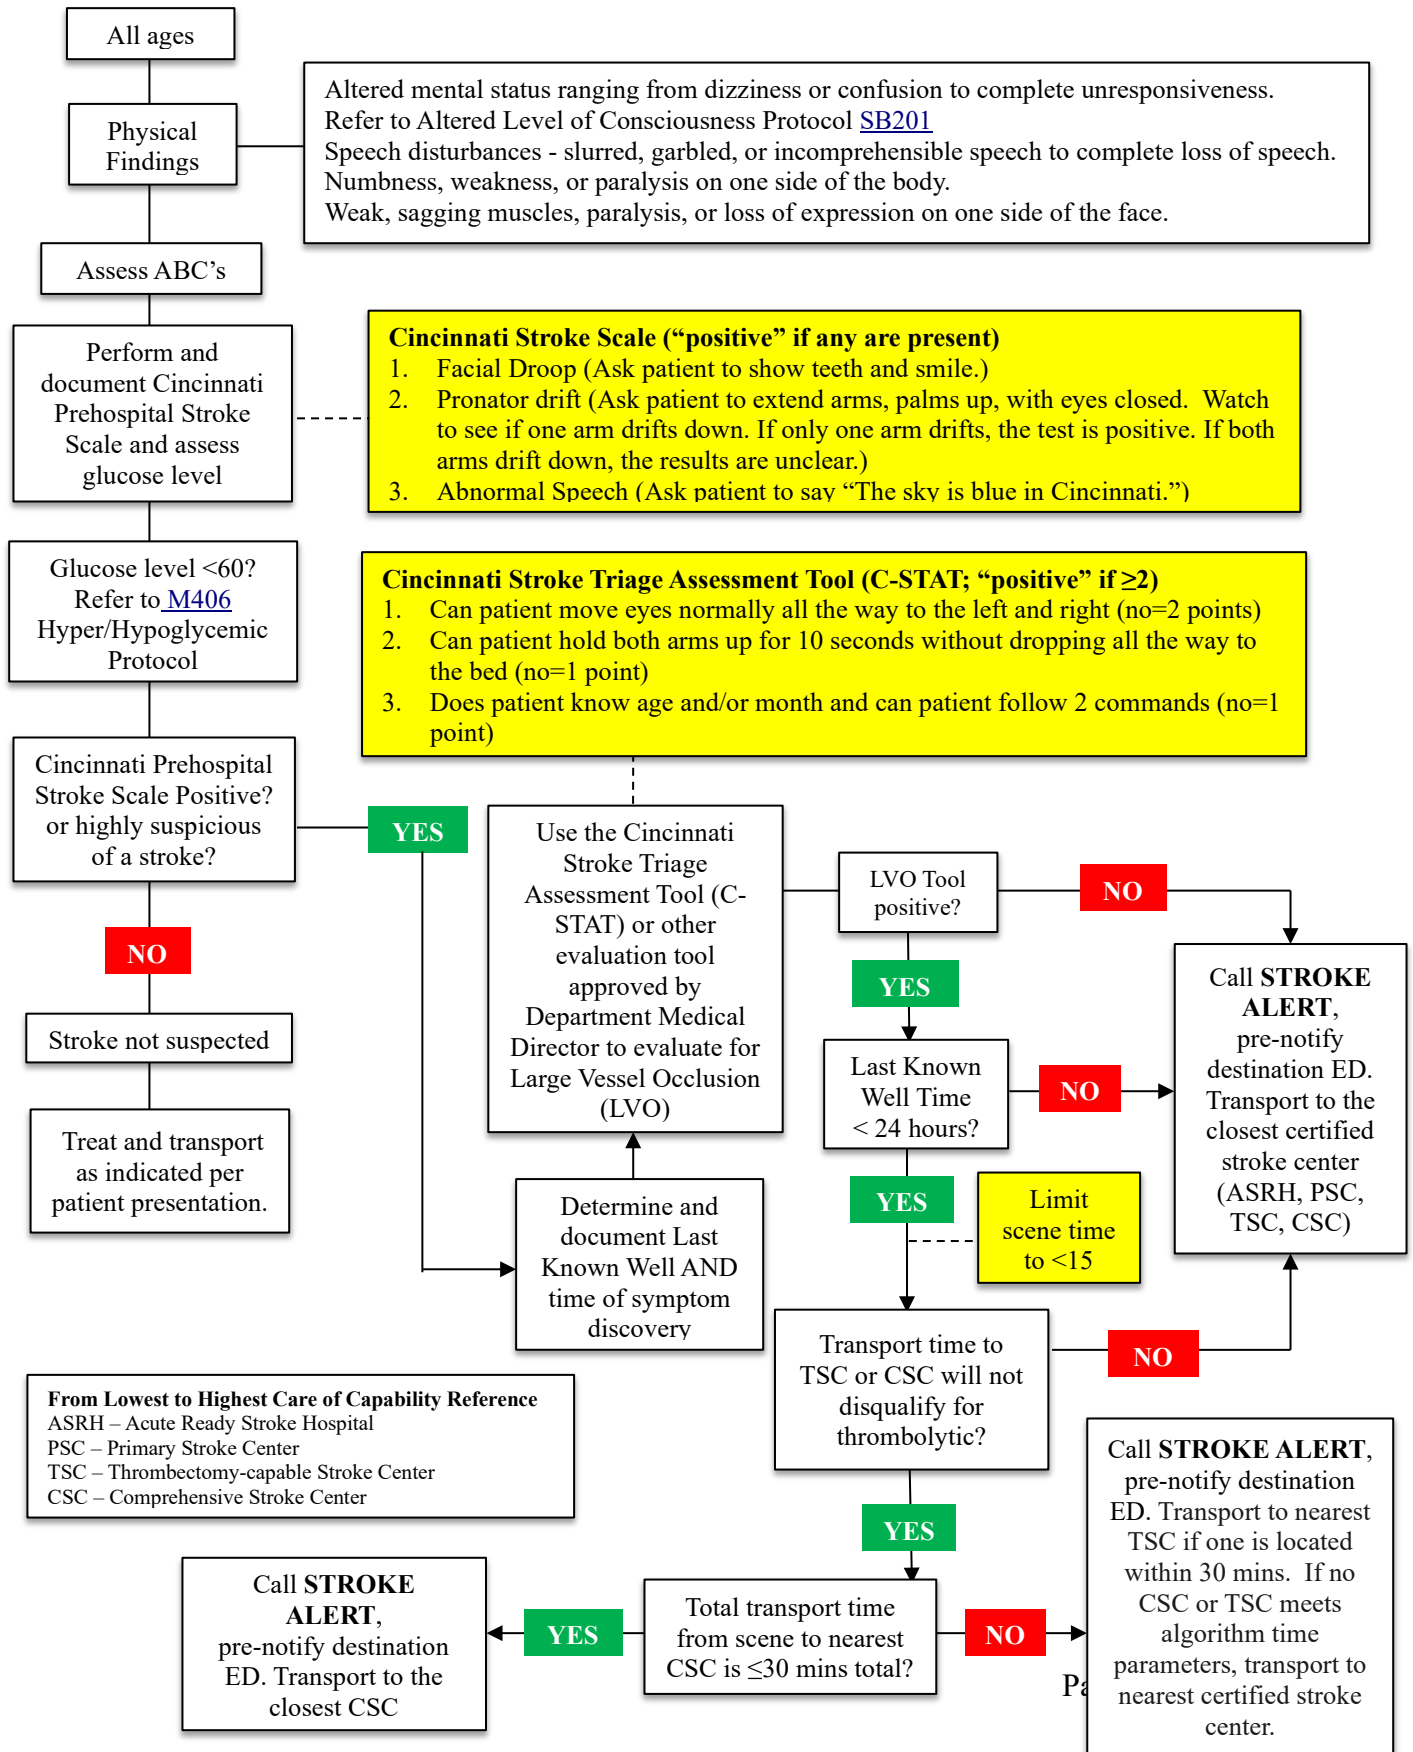 All ages
Physical
Findings
Altered mental status ranging from dizziness or confusion to complete unresponsiveness.
Refer to Altered Level of Consciousness Protocol SB201
Speech disturbances - slurred, garbled, or incomprehensible speech to complete loss of speech.
Numbness, weakness, or paralysis on one side of the body.
Weak, sagging muscles, paralysis, or loss of expression on one side of the face.
Assess ABC’s
Perform and
document Cincinnati
Prehospital Stroke
Scale and assess
glucose level
Cincinnati Stroke Scale (“positive” if any are present)
1. Facial Droop (Ask patient to show teeth and smile.)
2. Pronator drift (Ask patient to extend arms, palms up, with eyes closed. Watch
to see if one arm drifts down. If only one arm drifts, the test is positive. If both
arms drift down, the results are unclear.)
3. Abnormal Speech (Ask patient to say “The sky is blue in Cincinnati.”)
Glucose level <60?
Refer to M406
Hyper/Hypoglycemic
Protocol
Cincinnati Stroke Triage Assessment Tool (C-STAT; “positive” if ≥2)
1. Can patient move eyes normally all the way to the left and right (no=2 points)
2. Can patient hold both arms up for 10 seconds without dropping all the way to
the bed (no=1 point)
3. Does patient know age and/or month and can patient follow 2 commands (no=1
point)
Cincinnati Prehospital
Stroke Scale Positive?
or highly suspicious
of a stroke?
YES
NO
Stroke not suspected
Treat and transport
as indicated per
patient presentation.
Determine and
document Last
Known Well AND
time of symptom
discovery
Use the Cincinnati
Stroke Triage
Assessment Tool (C-
STAT) or other
evaluation tool
approved by
Department Medical
Director to evaluate for
Large Vessel Occlusion
(LVO)
LVO Tool
positive?
NO
YES
Last Known
Well Time
< 24 hours?
NO
YES
Limit
scene time
to <15
Call STROKE
ALERT,
pre-notify
destination ED.
Transport to the
closest certified
stroke center
(ASRH, PSC,
TSC, CSC)
Transport time to
TSC or CSC will not
disqualify for
thrombolytic?
NO
YES
From Lowest to Highest Care of Capability Reference
ASRH – Acute Ready Stroke Hospital
PSC – Primary Stroke Center
TSC – Thrombectomy-capable Stroke Center
CSC – Comprehensive Stroke Center
Total transport time
from scene to nearest
CSC is ≤30 mins total?
YES
Call STROKE
ALERT,
pre-notify destination
ED. Transport to the
closest CSC
NO
Call STROKE ALERT,
pre-notify destination
ED. Transport to nearest
TSC if one is located
within 30 mins. If no
CSC or TSC meets
algorithm time
parameters, transport to
nearest certified stroke
center.